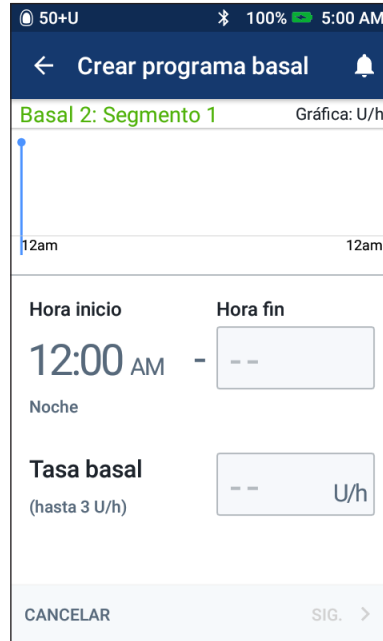 50+U 100% 5:00 AM
Crear programa basal
Basal 2: Segmento 1 Gráfica: U/h
12am 12am
Hora inicio Hora fin
12:00 AM - --
Noche
Tasa basal -- U/h
(hasta 3 U/h)
CANCELAR SIG.